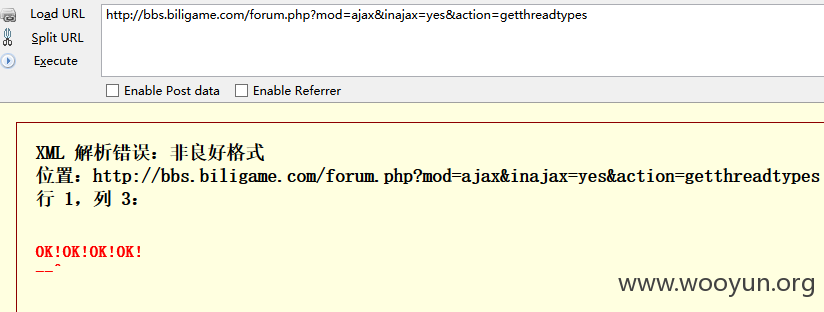 Load URL
http://bbs.biligame.com/forum.php?mod=ajax&inajax=yes&action=getthreadtypes
Split URL
Execute
Enable Post data Enable Referrer
XML 解析错误：非良好格式
位置：http://bbs.biligame.com/forum.php?mod=ajax&inajax=yes&action=getthreadtypes
行 1，列 3：
OK!OK!OK!OK!
--^
www.wooyun.org